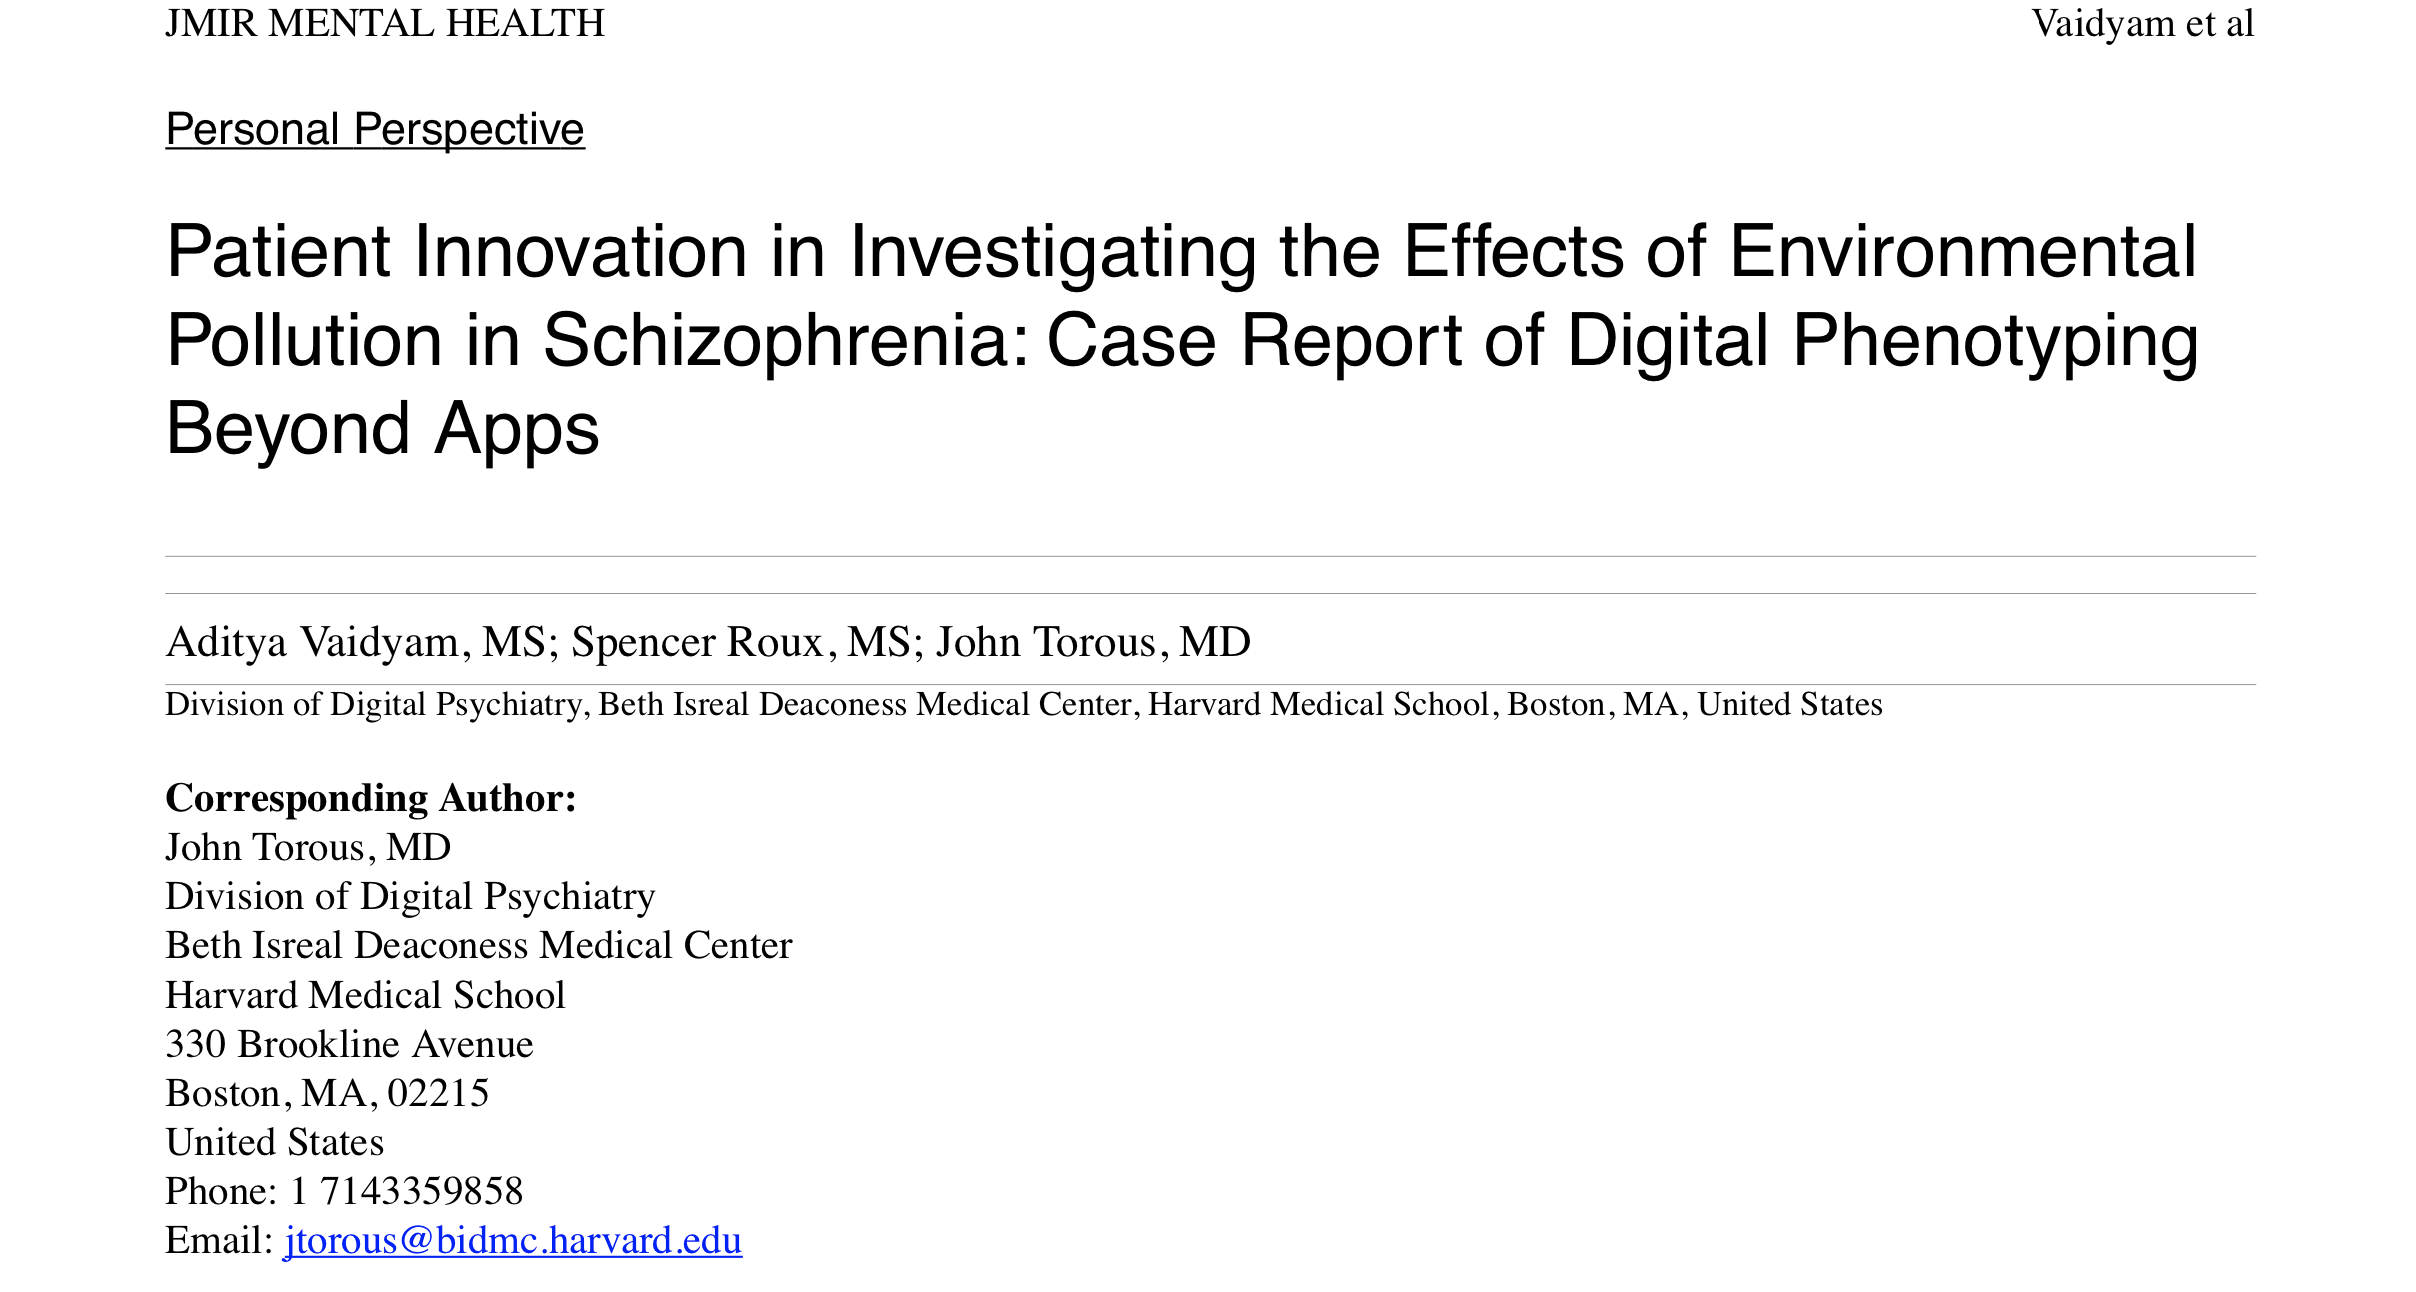 JMIR MENTAL HEALTH Vaidyam et al
Personal Perspective
Patient Innovation in Investigating the Effects of Environmental
Pollution in Schizophrenia: Case Report of Digital Phenotyping
Beyond Apps
Aditya Vaidyam, MS; Spencer Roux, MS; John Torous, MD
Division of Digital Psychiatry, Beth Isreal Deaconess Medical Center, Harvard Medical School, Boston, MA, United States
Corresponding Author:
John Torous, MD
Division of Digital Psychiatry
Beth Isreal Deaconess Medical Center
Harvard Medical School
330 Brookline Avenue
Boston, MA, 02215
United States
Phone: 1 7143359858
Email: jtorous@bidmc.harvard.edu